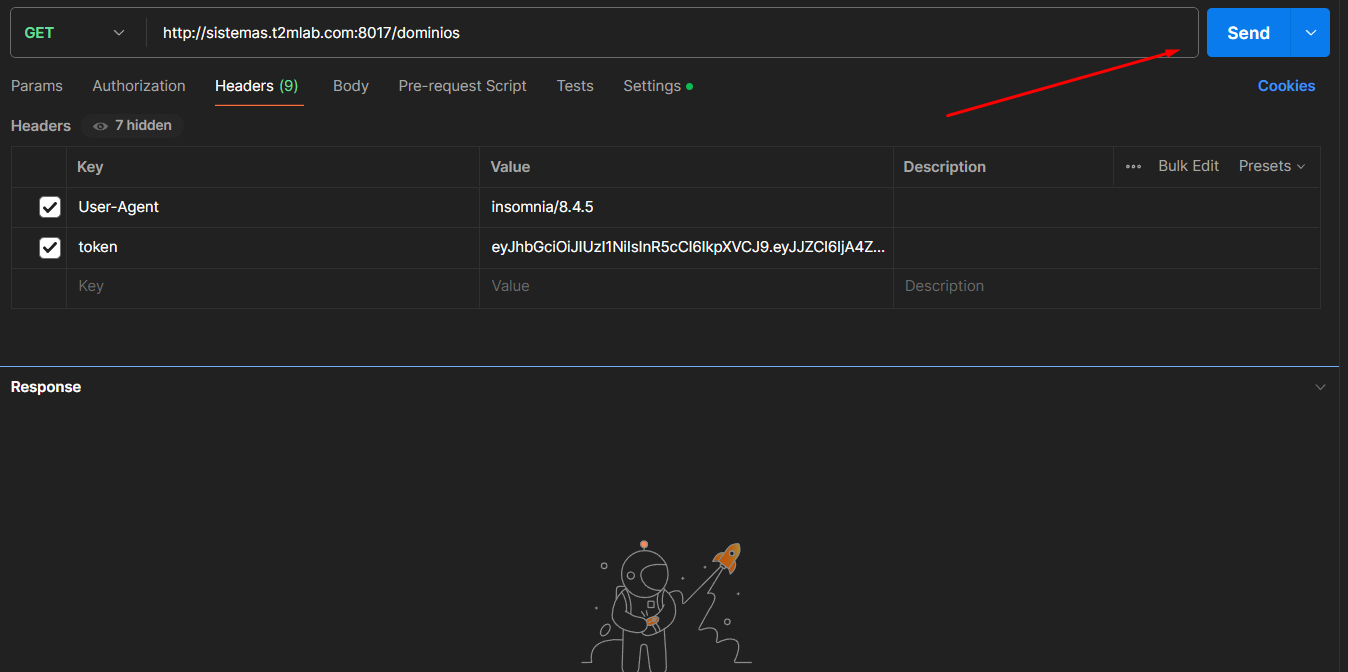 GET http://sistemas.t2mlab.com:8017/dominios Send
Params Authorization Headers (9) Body Pre-request Script Tests Settings Cookies
Headers 7 hidden
Key Value Description Bulk Edit Presets
User-Agent insomnia/8.4.5
token eyJhbGciOiJIUzI1NiIsInR5cCI6IkpXVCJ9.eyJJZCI6IjA4Z...
Key Value Description
Response